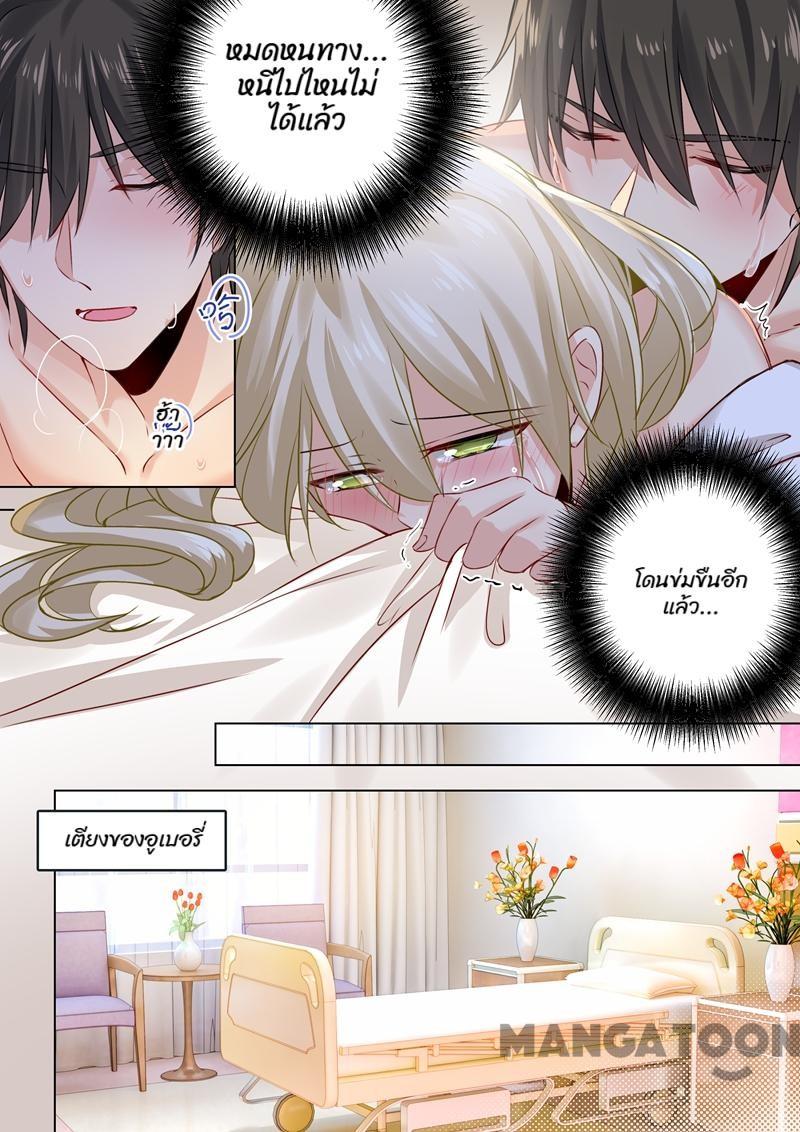 หมดหนทาง...
หนีไปไหนไม่
ได้แล้ว
ฮ้า
ว่าาา
โดนข่มขืนอีก
แล้ว...
เตียงของอูเบอรี่
MANGATOON